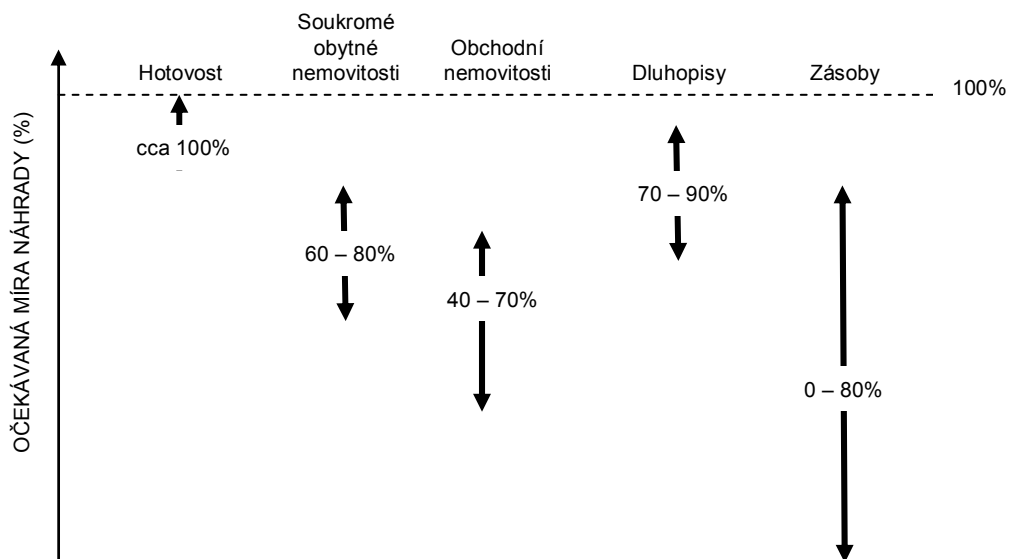 Soukromé
obytné
nemovitosti
Hotovost
Obchodní
nemovitosti
Dluhopisy
Zásoby
100%
cca 100%
70 – 90%
60 – 80%
40 – 70%
0 – 80%
OČEKÁVANÁ MÍRA NÁHRADY (%)